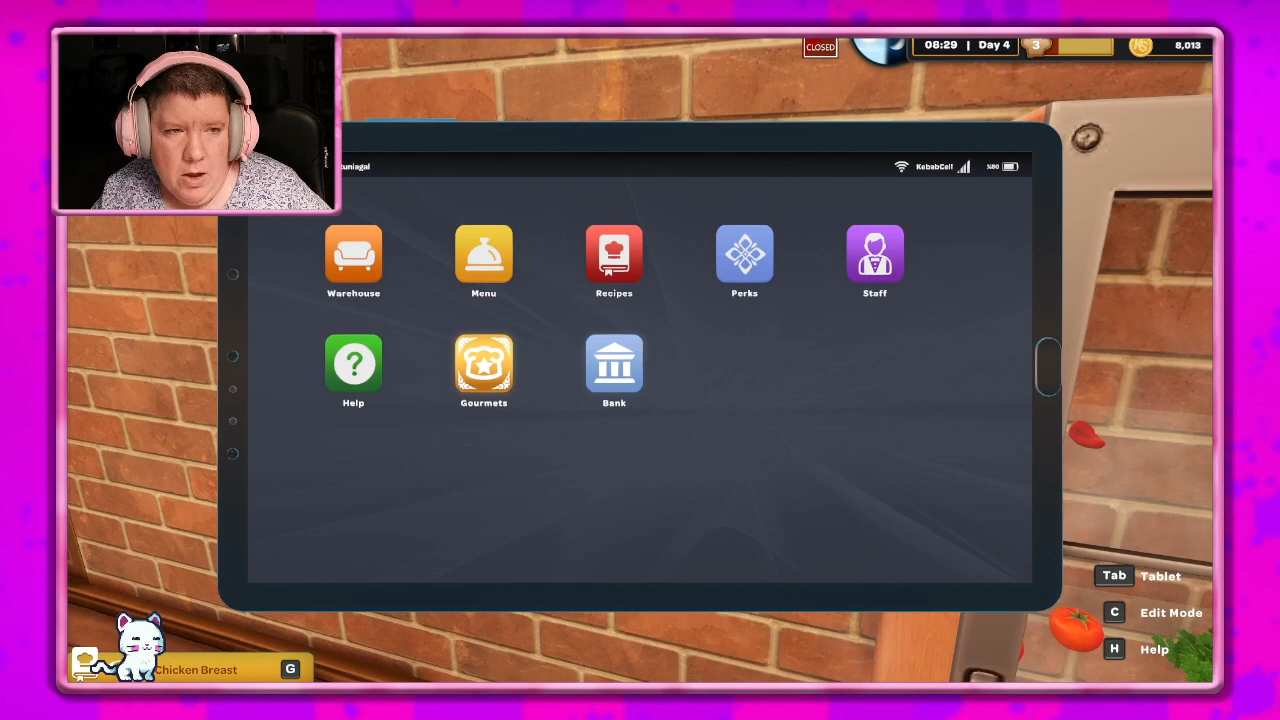 CLOSED
08:29 | Day 4
3
8,013
KebabCell
%80
Warehouse
Menu
Recipes
Perks
Staff
Help
Gourmets
Bank
Tab Tablet
C Edit Mode
H Help
Chicken Breast G